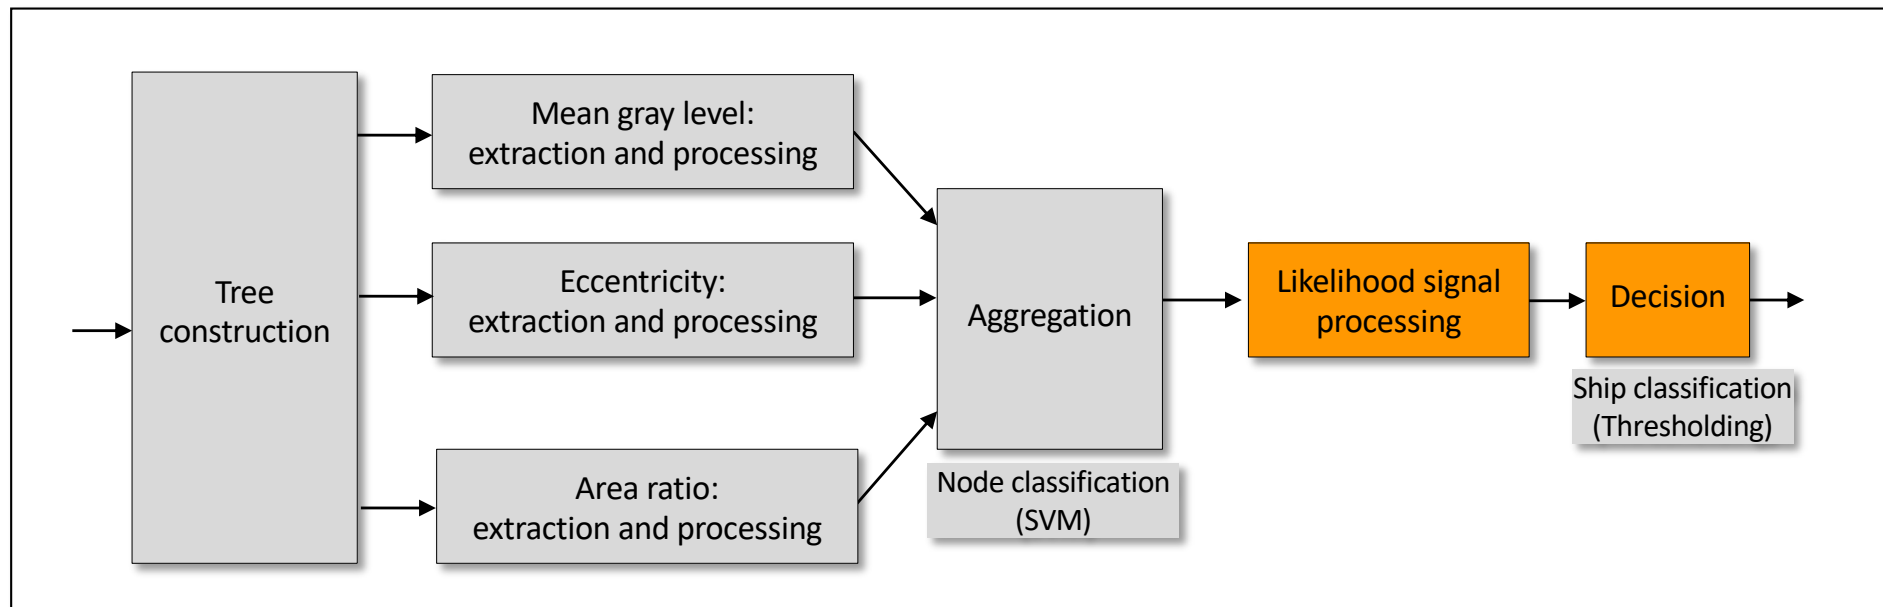 Tree
construction
Mean gray level:
extraction and processing
Eccentricity:
extraction and processing
Area ratio:
extraction and processing
Aggregation
Node classification
(SVM)
Likelihood signal
processing
Decision
Ship classification
(Thresholding)